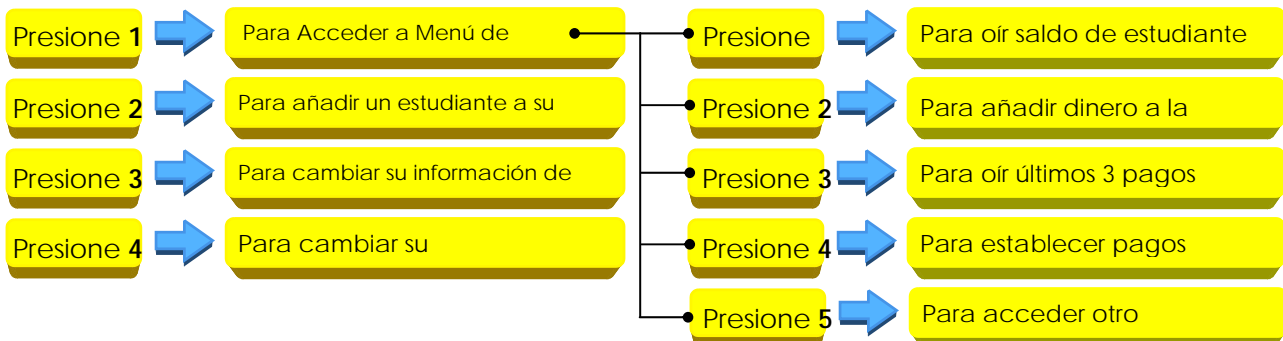 Presione 1 Para Acceder a Menú de
Presione 2 Para añadir un estudiante a su
Presione 3 Para cambiar su información de
Presione 4 Para cambiar su
Presione Para oír saldo de estudiante
Presione 2 Para añadir dinero a la
Presione 3 Para oír últimos 3 pagos
Presione 4 Para establecer pagos
Presione 5 Para acceder otro